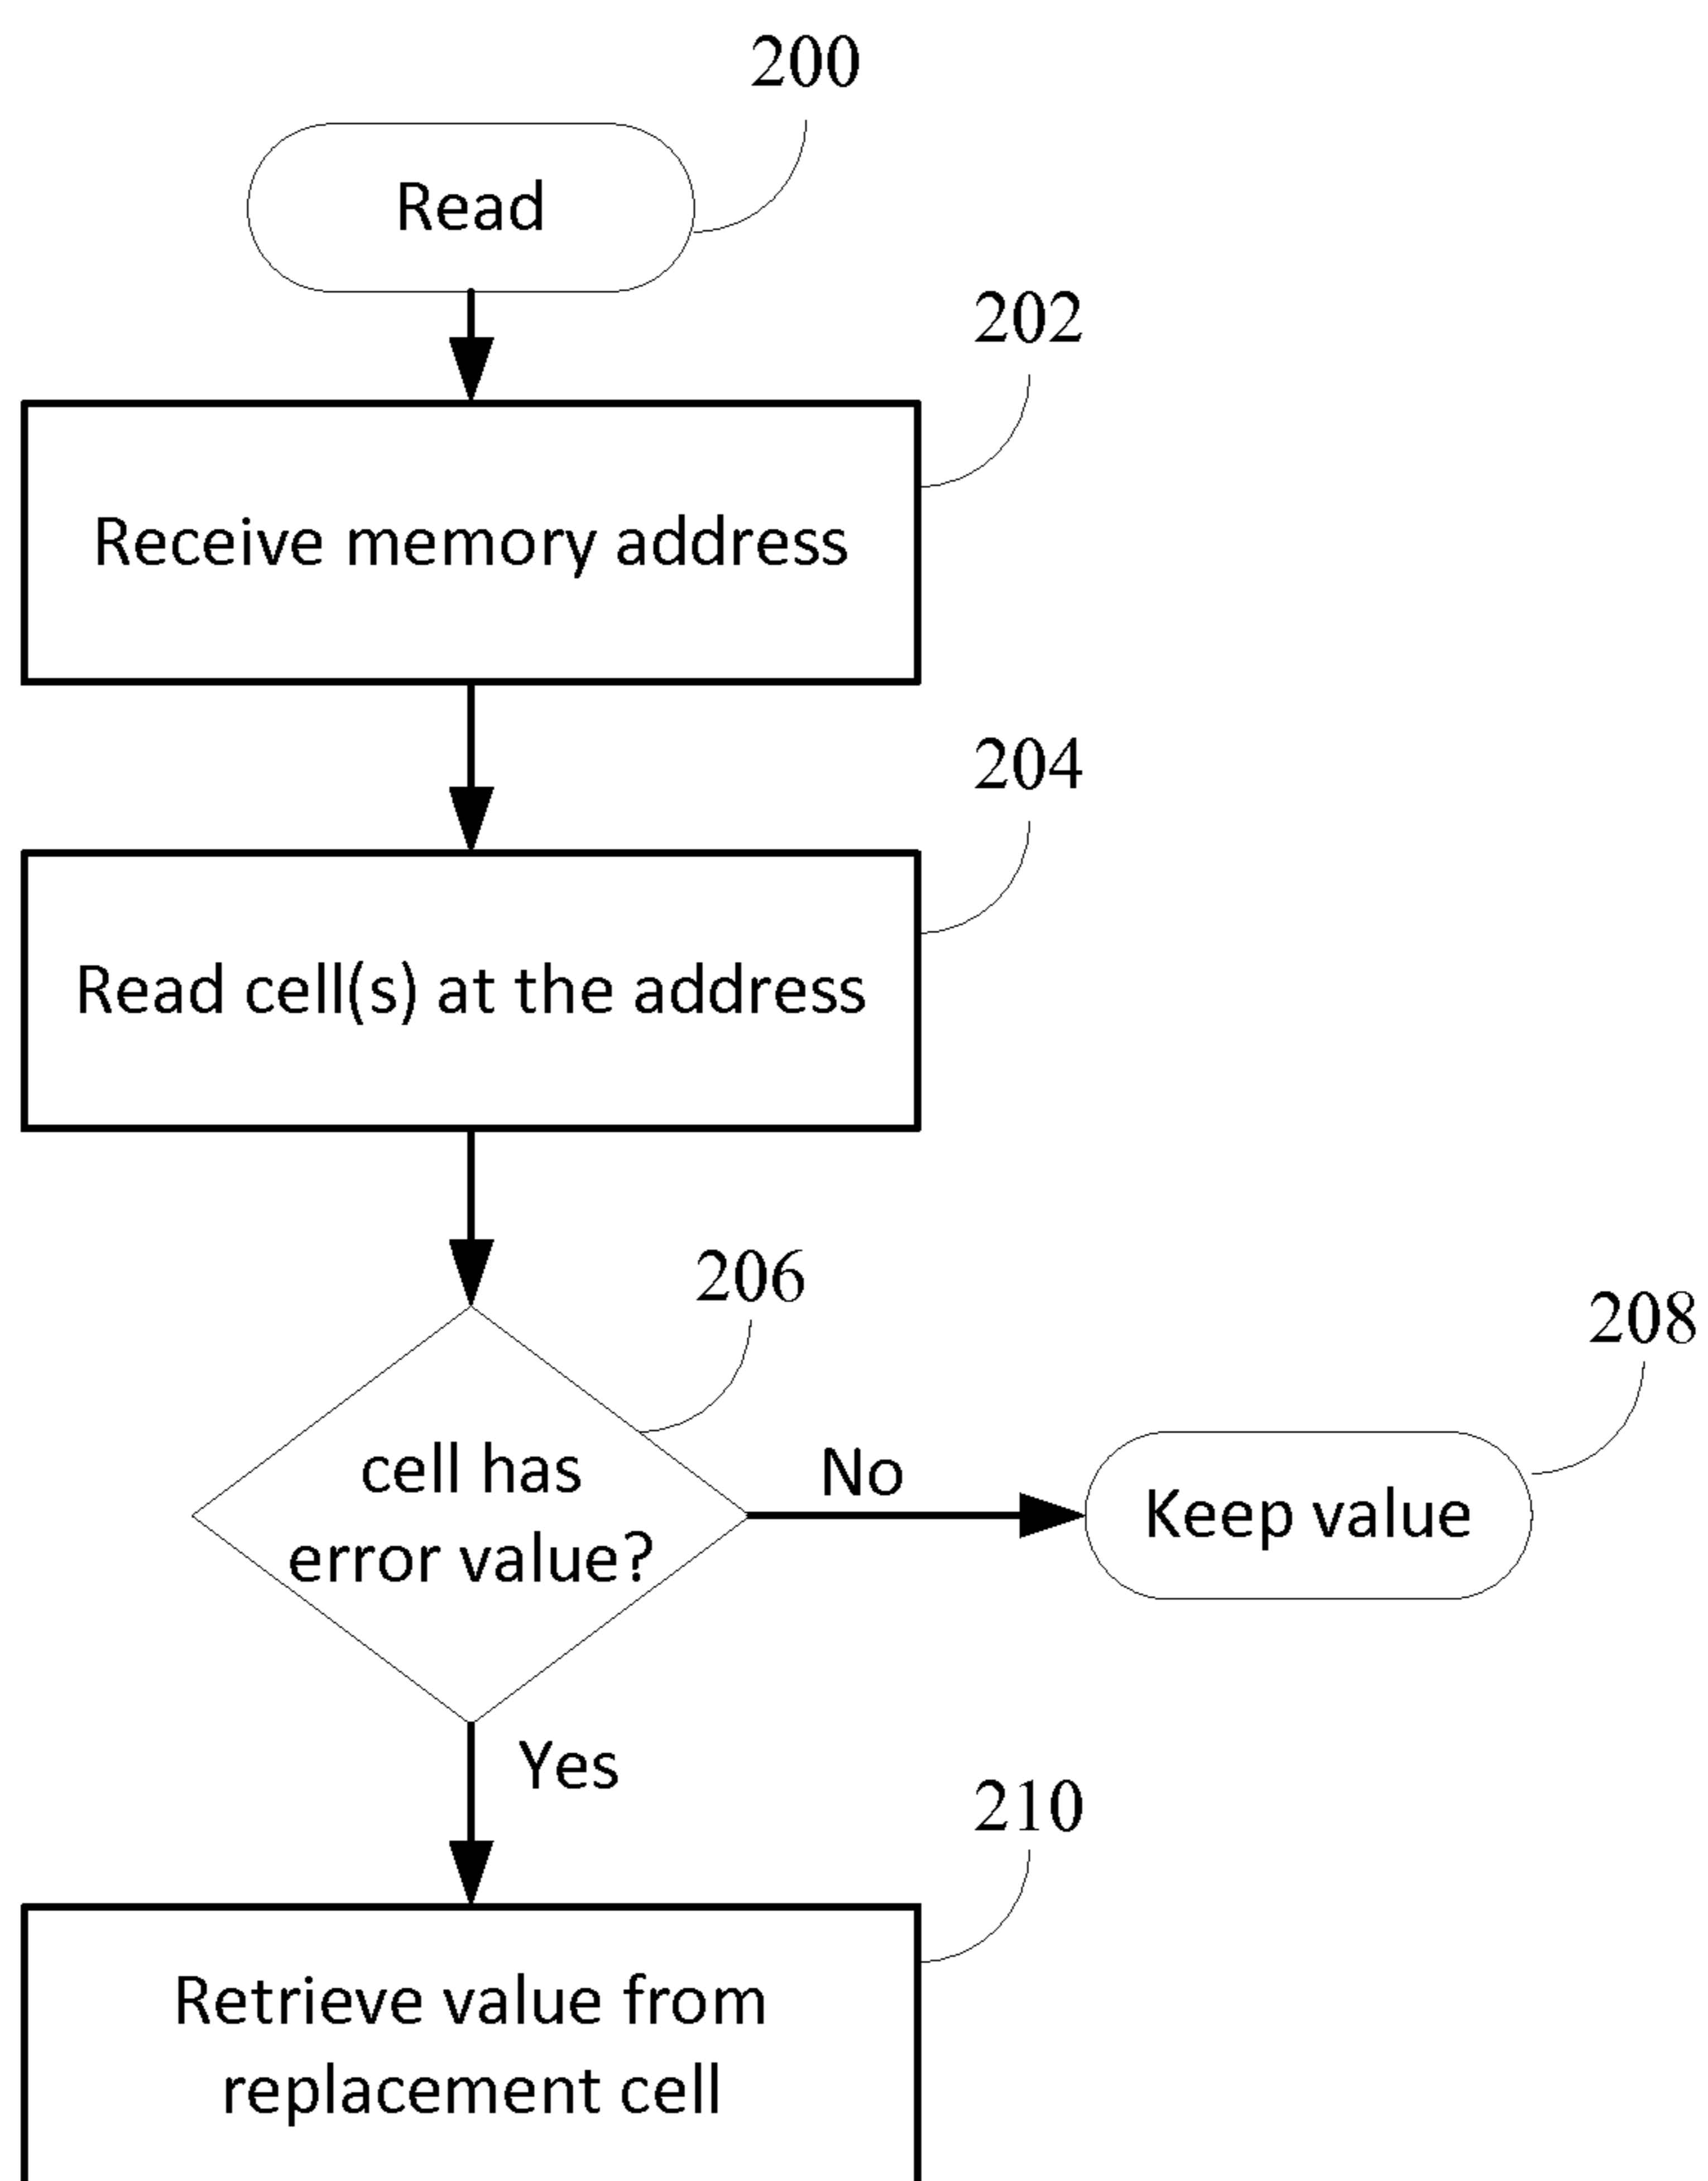 200
Read
202
Receive memory address
204
Read cell(s) at the address
206
208
cell has
error value?
No
Keep value
Yes
210
Retrieve value from
replacement cell